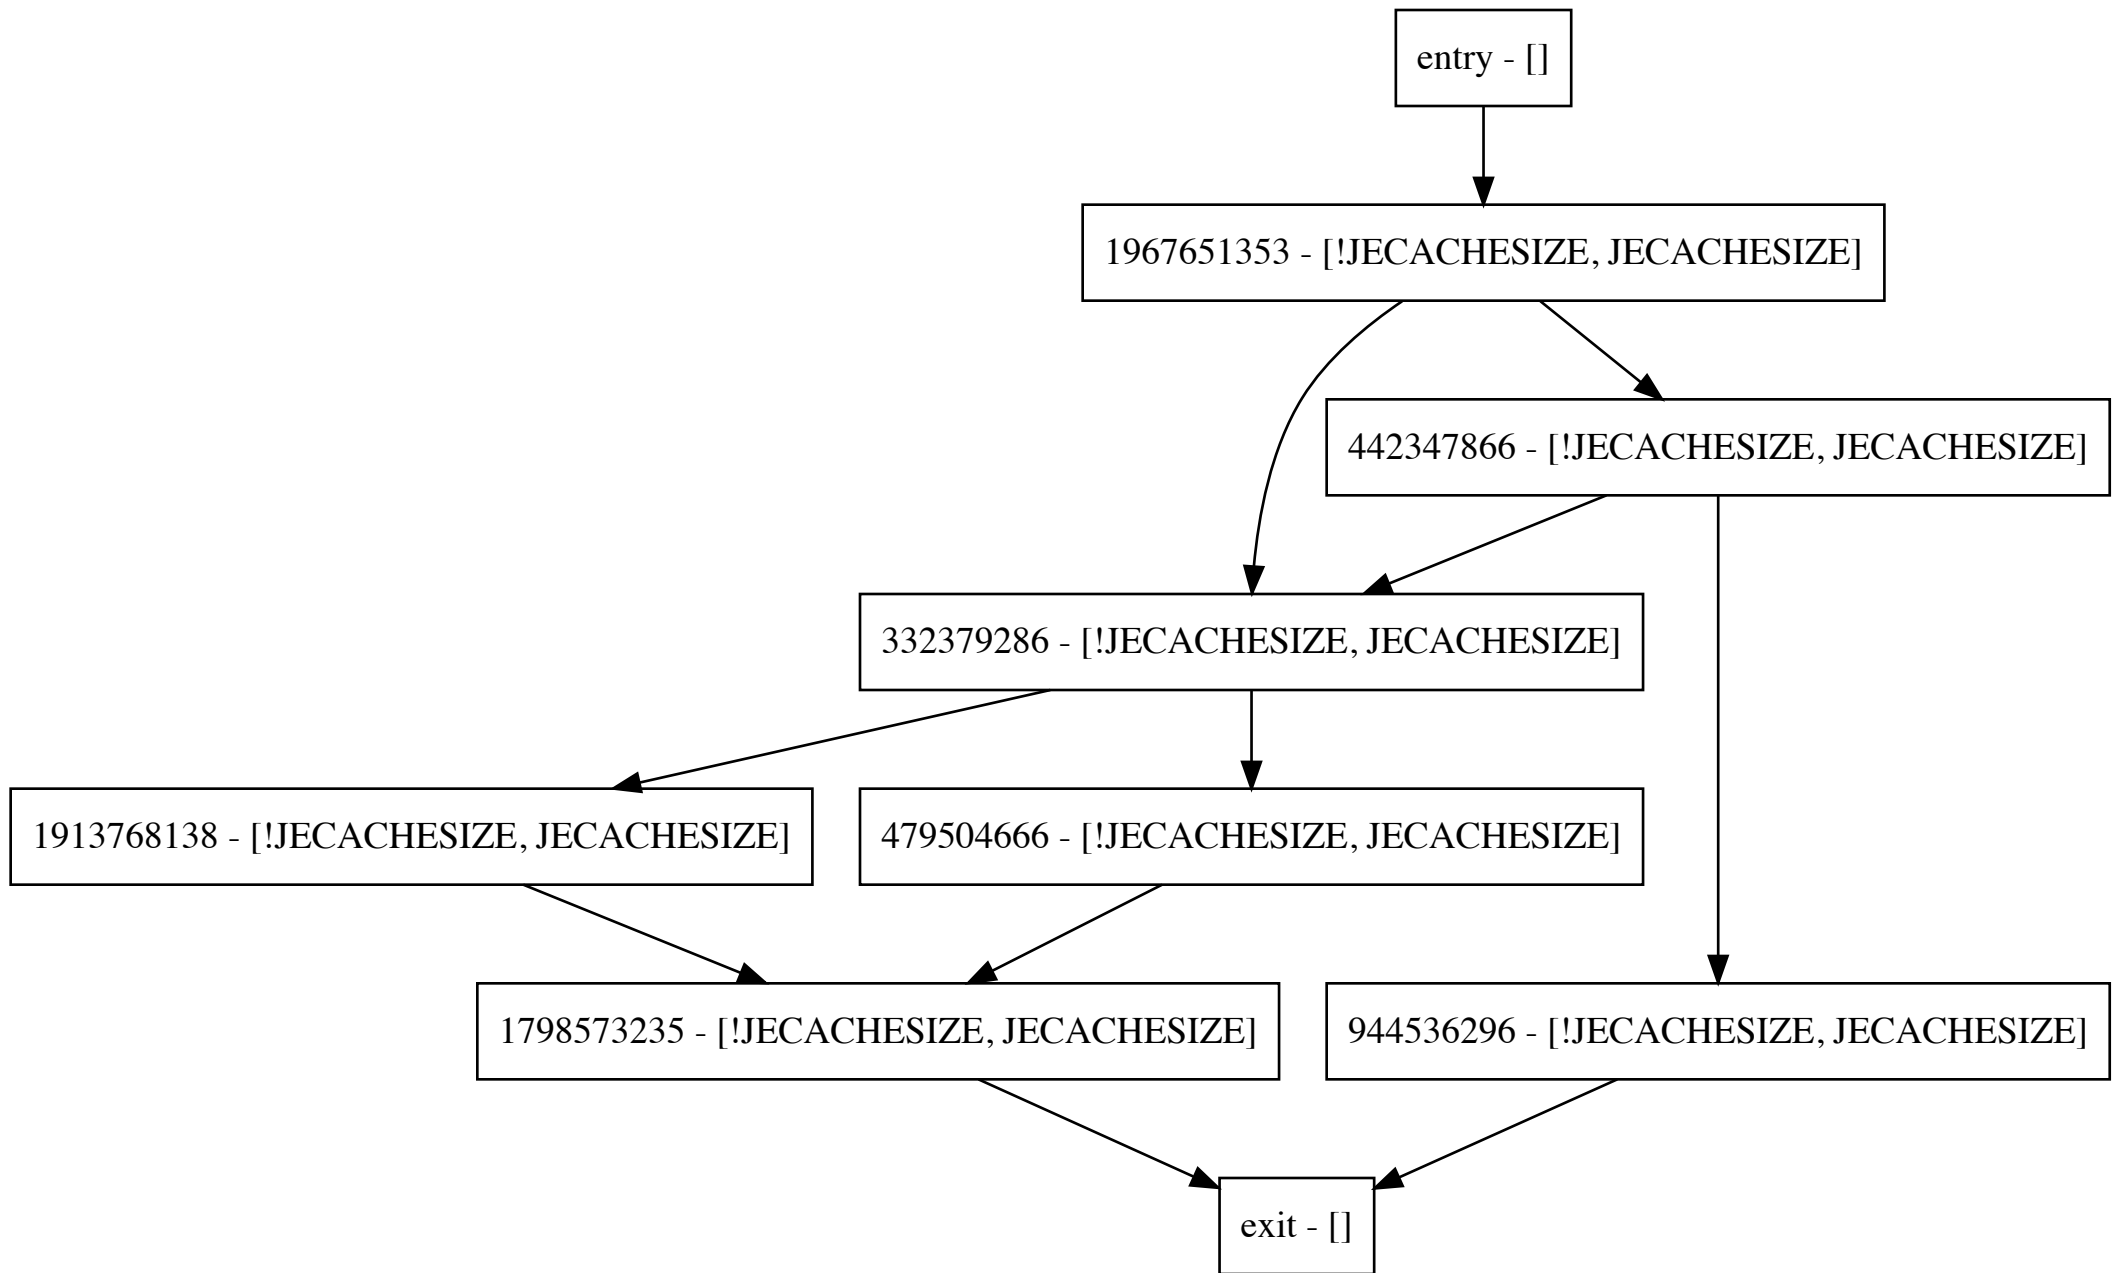 entry - []
1967651353 - [!JECACHESIZE, JECACHESIZE]
442347866 - [!JECACHESIZE, JECACHESIZE]
332379286 - [!JECACHESIZE, JECACHESIZE]
1913768138 - [!JECACHESIZE, JECACHESIZE]
479504666 - [!JECACHESIZE, JECACHESIZE]
1798573235 - [!JECACHESIZE, JECACHESIZE]
944536296 - [!JECACHESIZE, JECACHESIZE]
exit - []